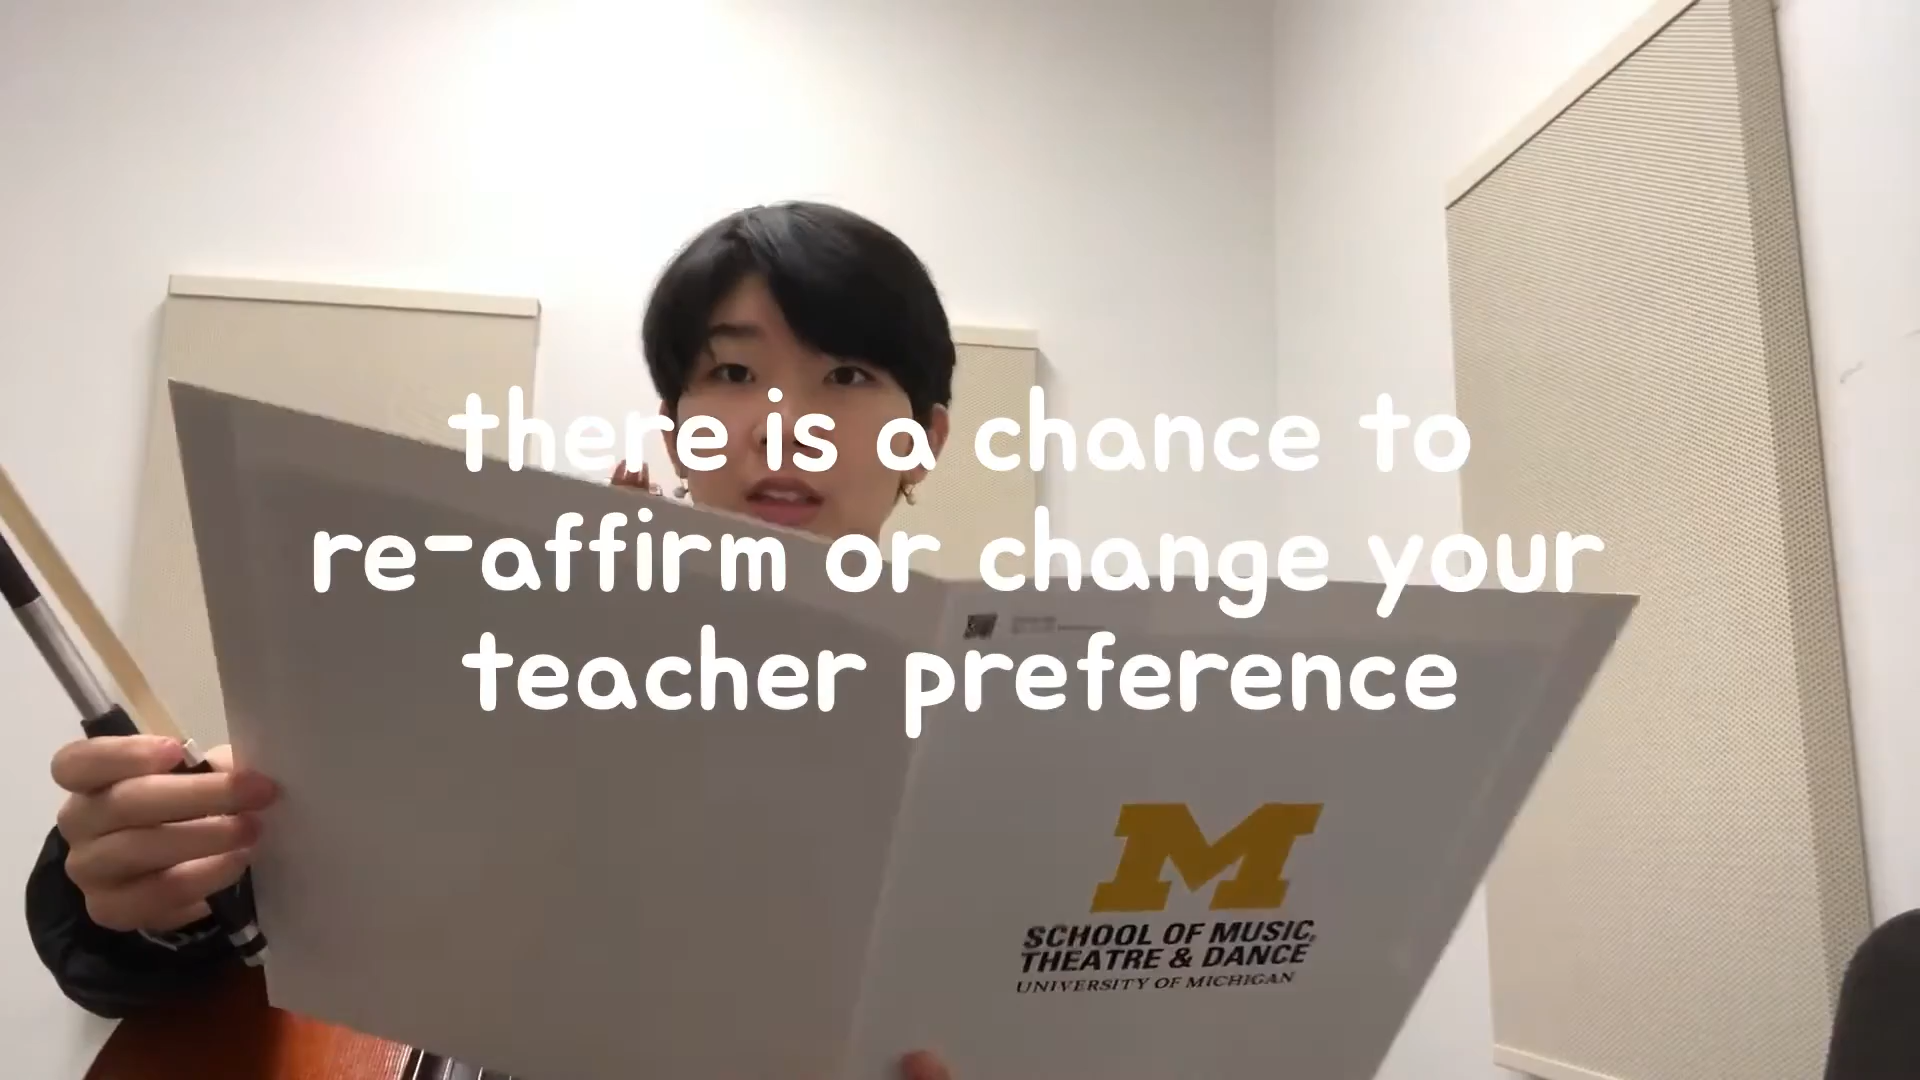 there is a chance to
re-affirm or change your
teacher preference
M
SCHOOL OF MUSIC,
THEATRE & DANCE
UNIVERSITY OF MICHIGAN